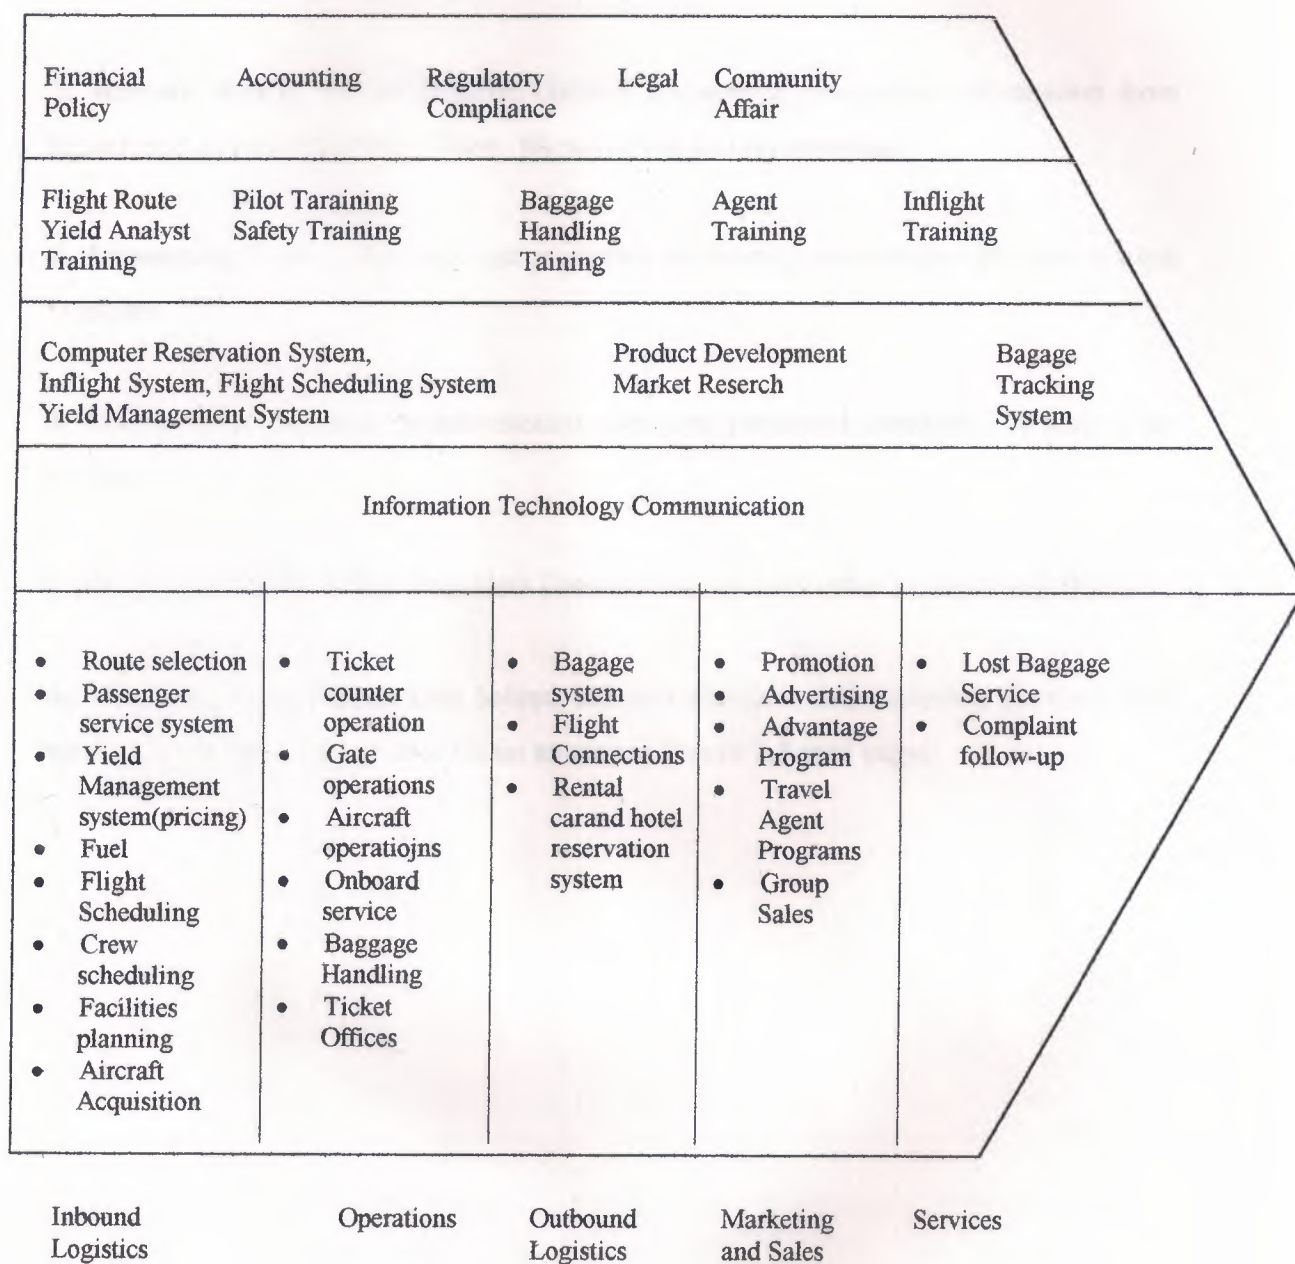 Financial Policy Accounting Regulatory Compliance Legal Community Affair
Flight Route Yield Analyst Training
Pilot Taraining Safety Training
Baggage Handling Taining
Agent Training
Inflight Training
Computer Reservation System,
Inflight System, Flight Scheduling System
Yield Management System
Product Development
Market Reserch
Bagage
Tracking
System
Information Technology Communication
• Route selection
• Passenger
service system
• Yield
Management
system(pricing)
• Fuel
• Flight
Scheduling
• Crew
scheduling
• Facilities
planning
• Aircraft
Acquisition
• Ticket
counter
operation
• Gate
operations
• Aircraft
operatiojns
• Onboard
service
• Baggage
Handling
• Ticket
Offices
• Bagage
system
• Flight
Connections
• Rental
carand hotel
reservation
system
• Promotion
• Advertising
• Advantage
Program
• Travel
Agent
Programs
• Group
Sales
• Lost Baggage
Service
• Complaint
follow-up
Inbound
Logistics
Operations
Outbound
Logistics
Marketing
and Sales
Services